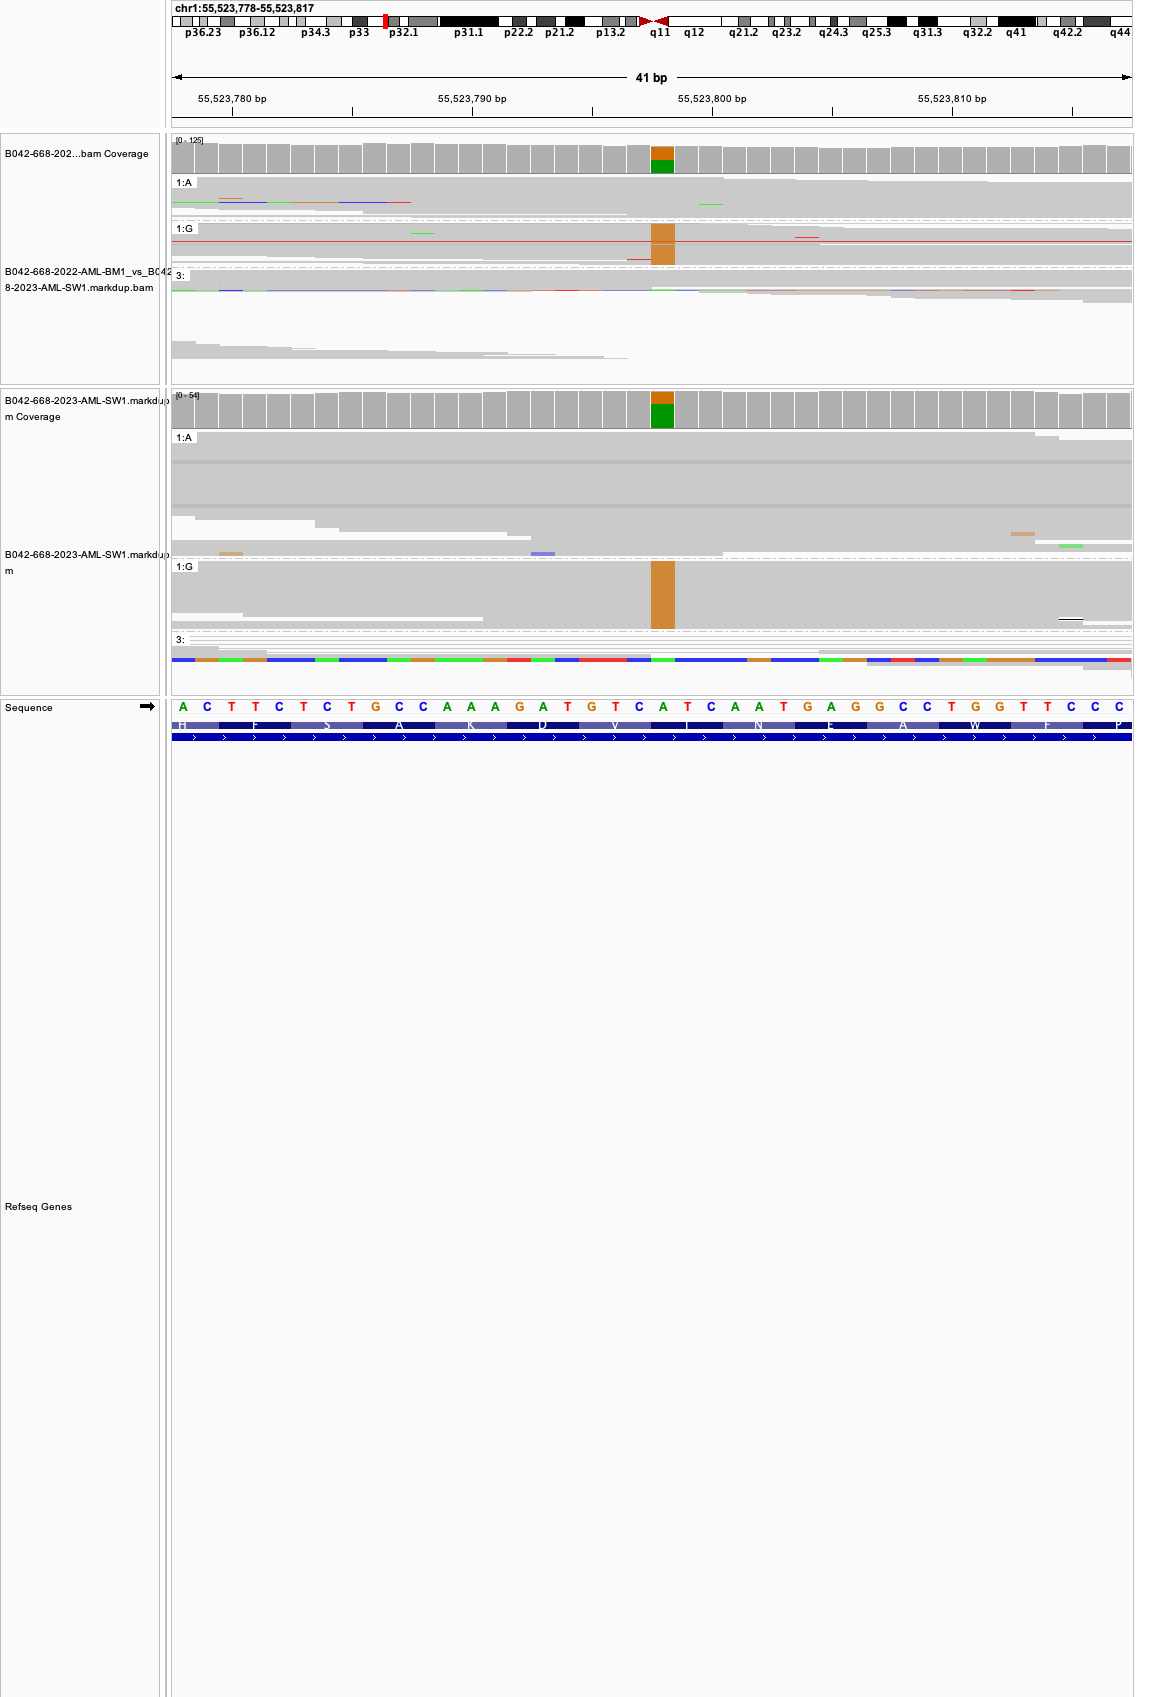 chr1:55,523,778-55,523,817
p36.23 p36.12 p34.3 p33 p32.1 p31.1 p22.2 p21.2 p13.2 q11 q12 q21.2 q23.2 q24.3 q25.3 q31.3 q32.2 q41 q42.2 q44
41 bp
55,523,780 bp 55,523,790 bp 55,523,800 bp 55,523,810 bp
[0 - 125]
B042-668-202...bam Coverage
1:A
1:G
B042-668-2022-AML-BM1_vs_B042
3:
8-2023-AML-SW1.markdup.bam
[0 - 54]
B042-668-2023-AML-SW1.markdup
m Coverage
1:A
B042-668-2023-AML-SW1.markdup
1:G
m
3:
Sequence
A C T T C T C T G C C A A A G A T G T C A T C A A T G A G G C C T G G T T C C C
H F S A K D V I N E A W F P
Refseq Genes